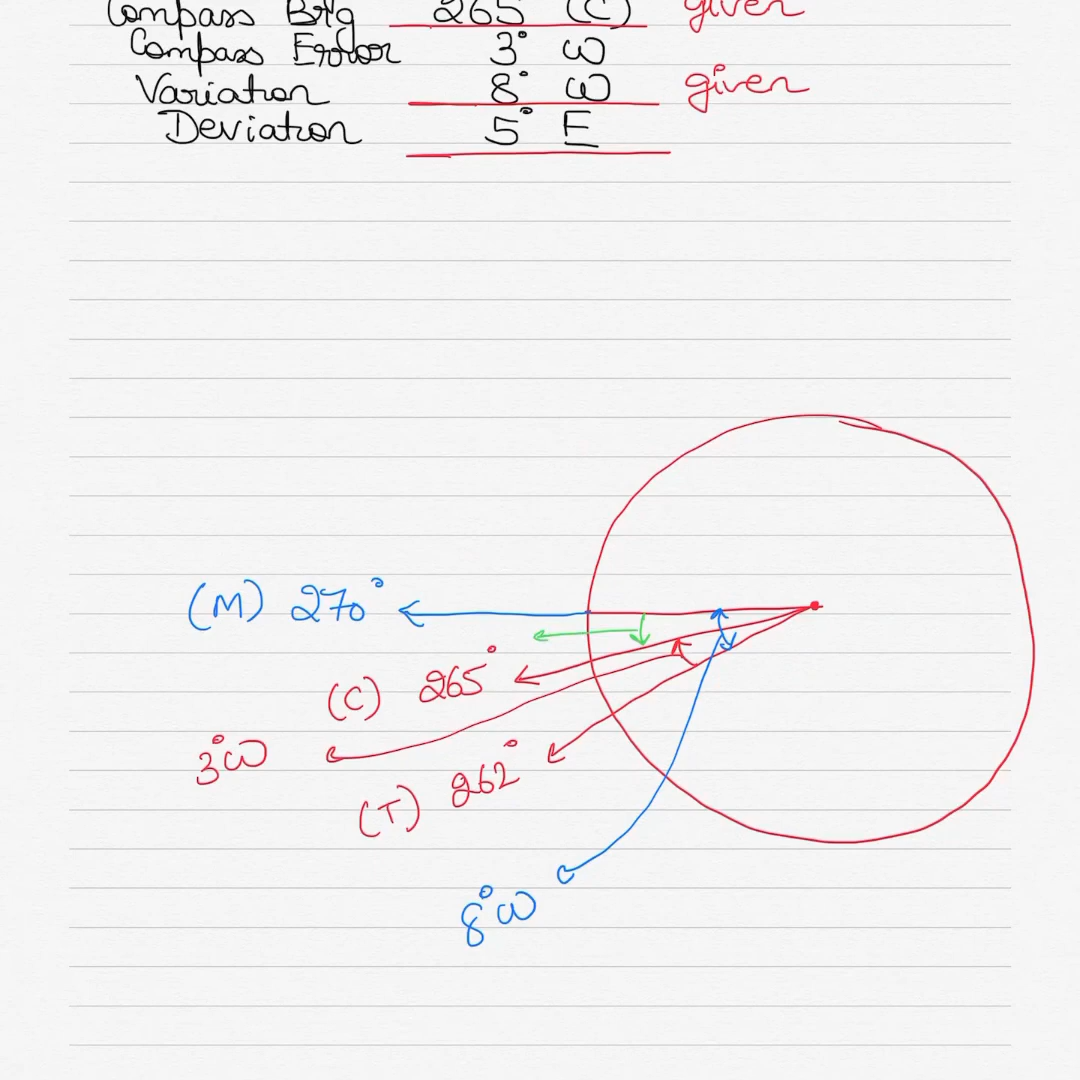 Compass Brg 265° (C) given
Compass Error 3° W
Variation 8° W given
Deviation 5° E
(M) 270°
(C) 265°
3°W
(T) 262°
8°W